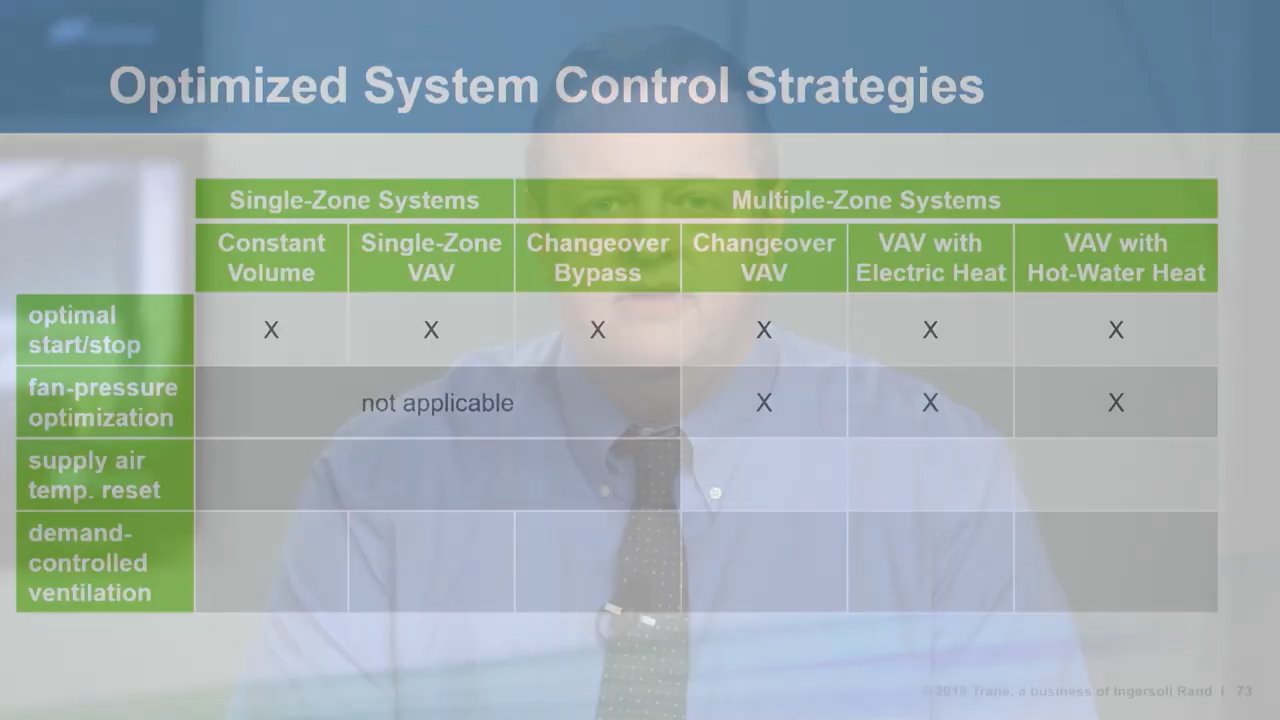 Optimized System Control Strategies
Single-Zone Systems
Multiple-Zone Systems
Constant Volume
Single-Zone VAV
Changeover Bypass
Changeover VAV
VAV with Electric Heat
VAV with Hot-Water Heat
optimal start/stop
X X X X X X
fan-pressure optimization
not applicable
X X X
supply air temp. reset
demand-controlled ventilation
© 2019 Trane, a business of Ingersoll Rand | 73